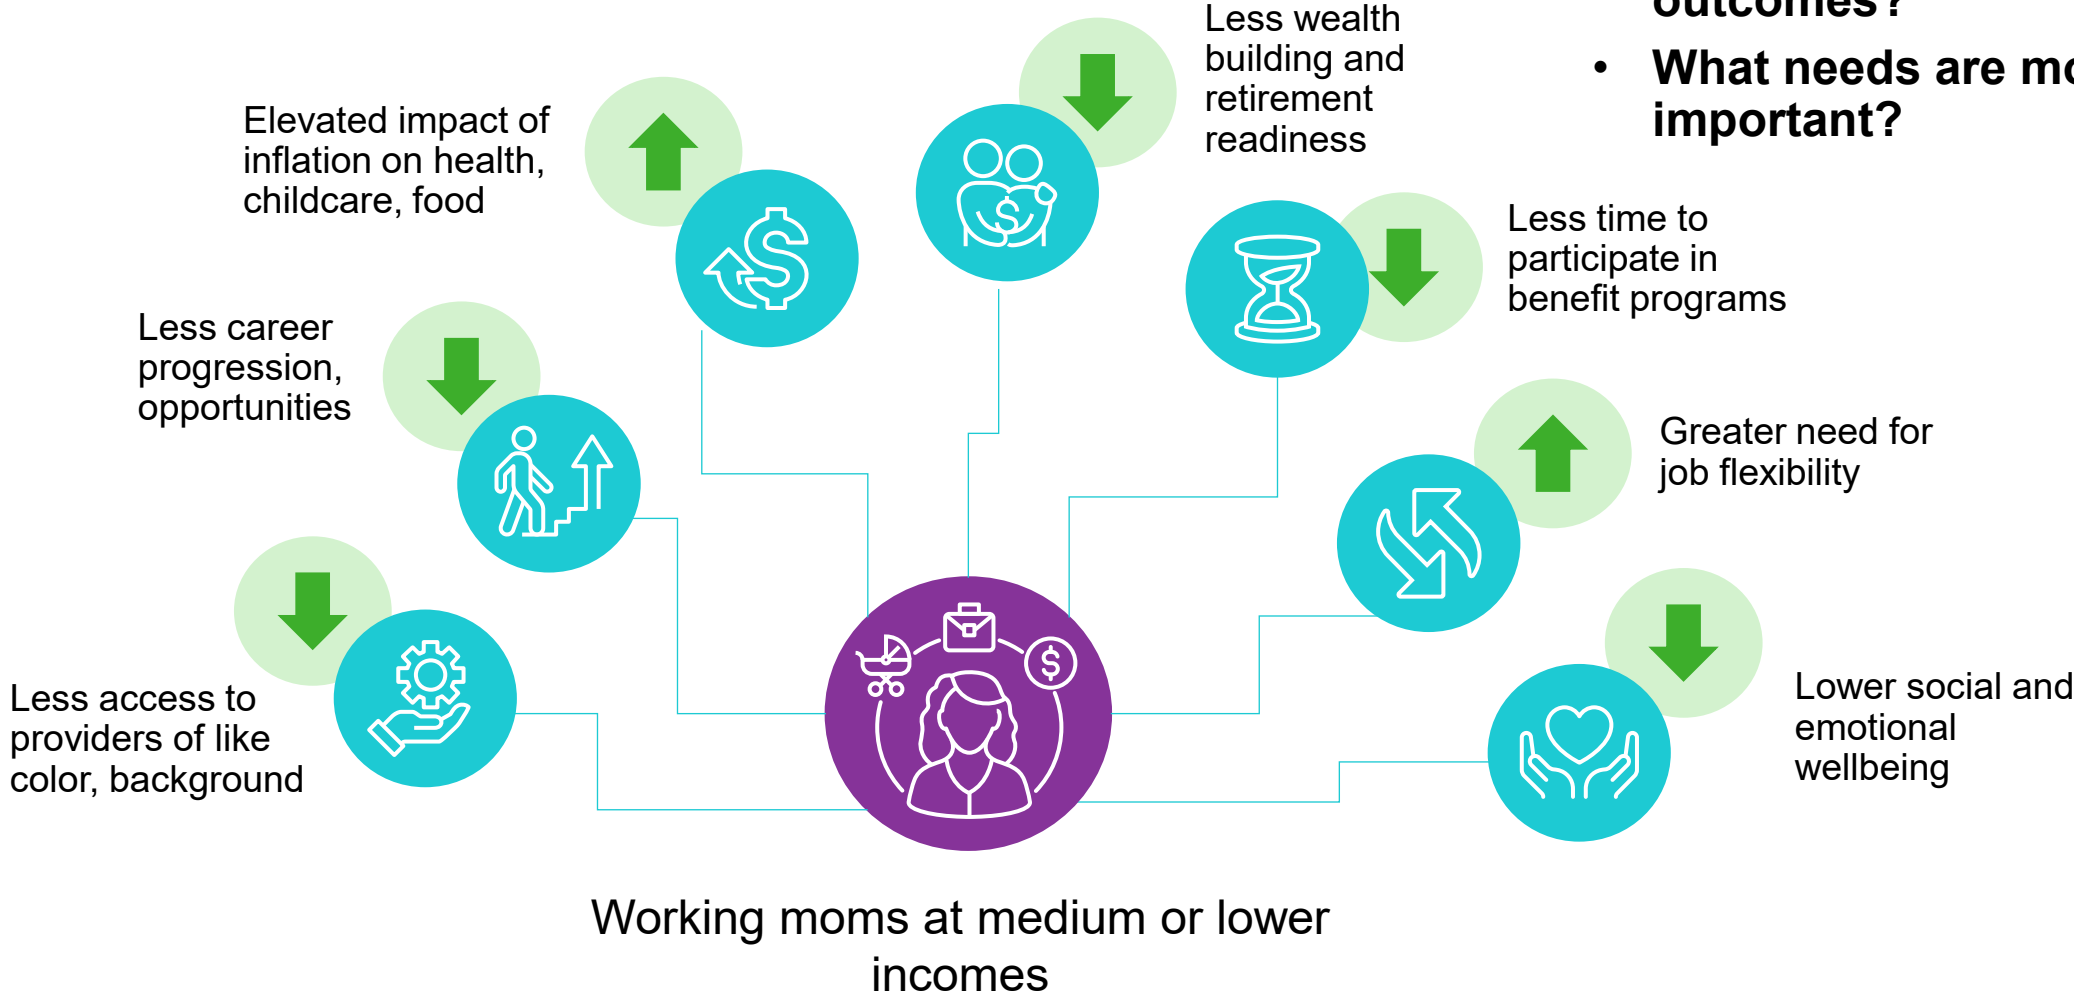 outcomes?
• What needs are
important?
Less wealth
building and
retirement
readiness
Elevated impact of
inflation on health,
childcare, food
Less time to
participate in
benefit programs
Less career
progression,
opportunities
Greater need for
job flexibility
Less access to
providers of like
color, background
Lower social and
emotional
wellbeing
Working moms at medium or lower
incomes